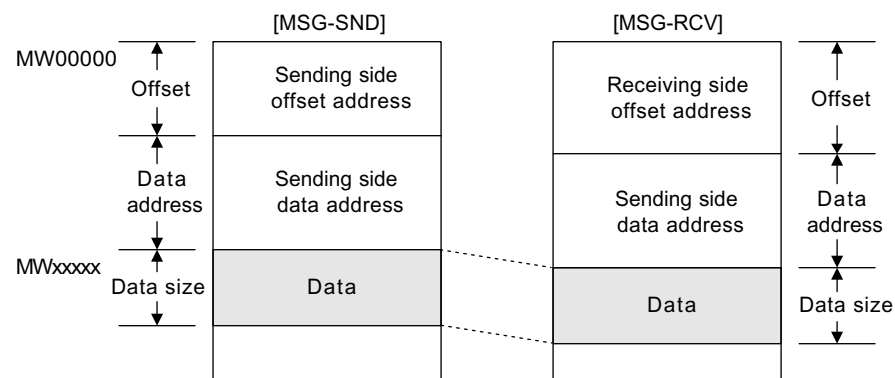 [MSG-SND]
[MSG-RCV]
MW00000
Offset
Sending side
offset address
Receiving side
offset address
Offset
Data
address
Sending side
data address
Sending side
data address
Data
address
MWxxxxx
Data size
Data
Data
Data size